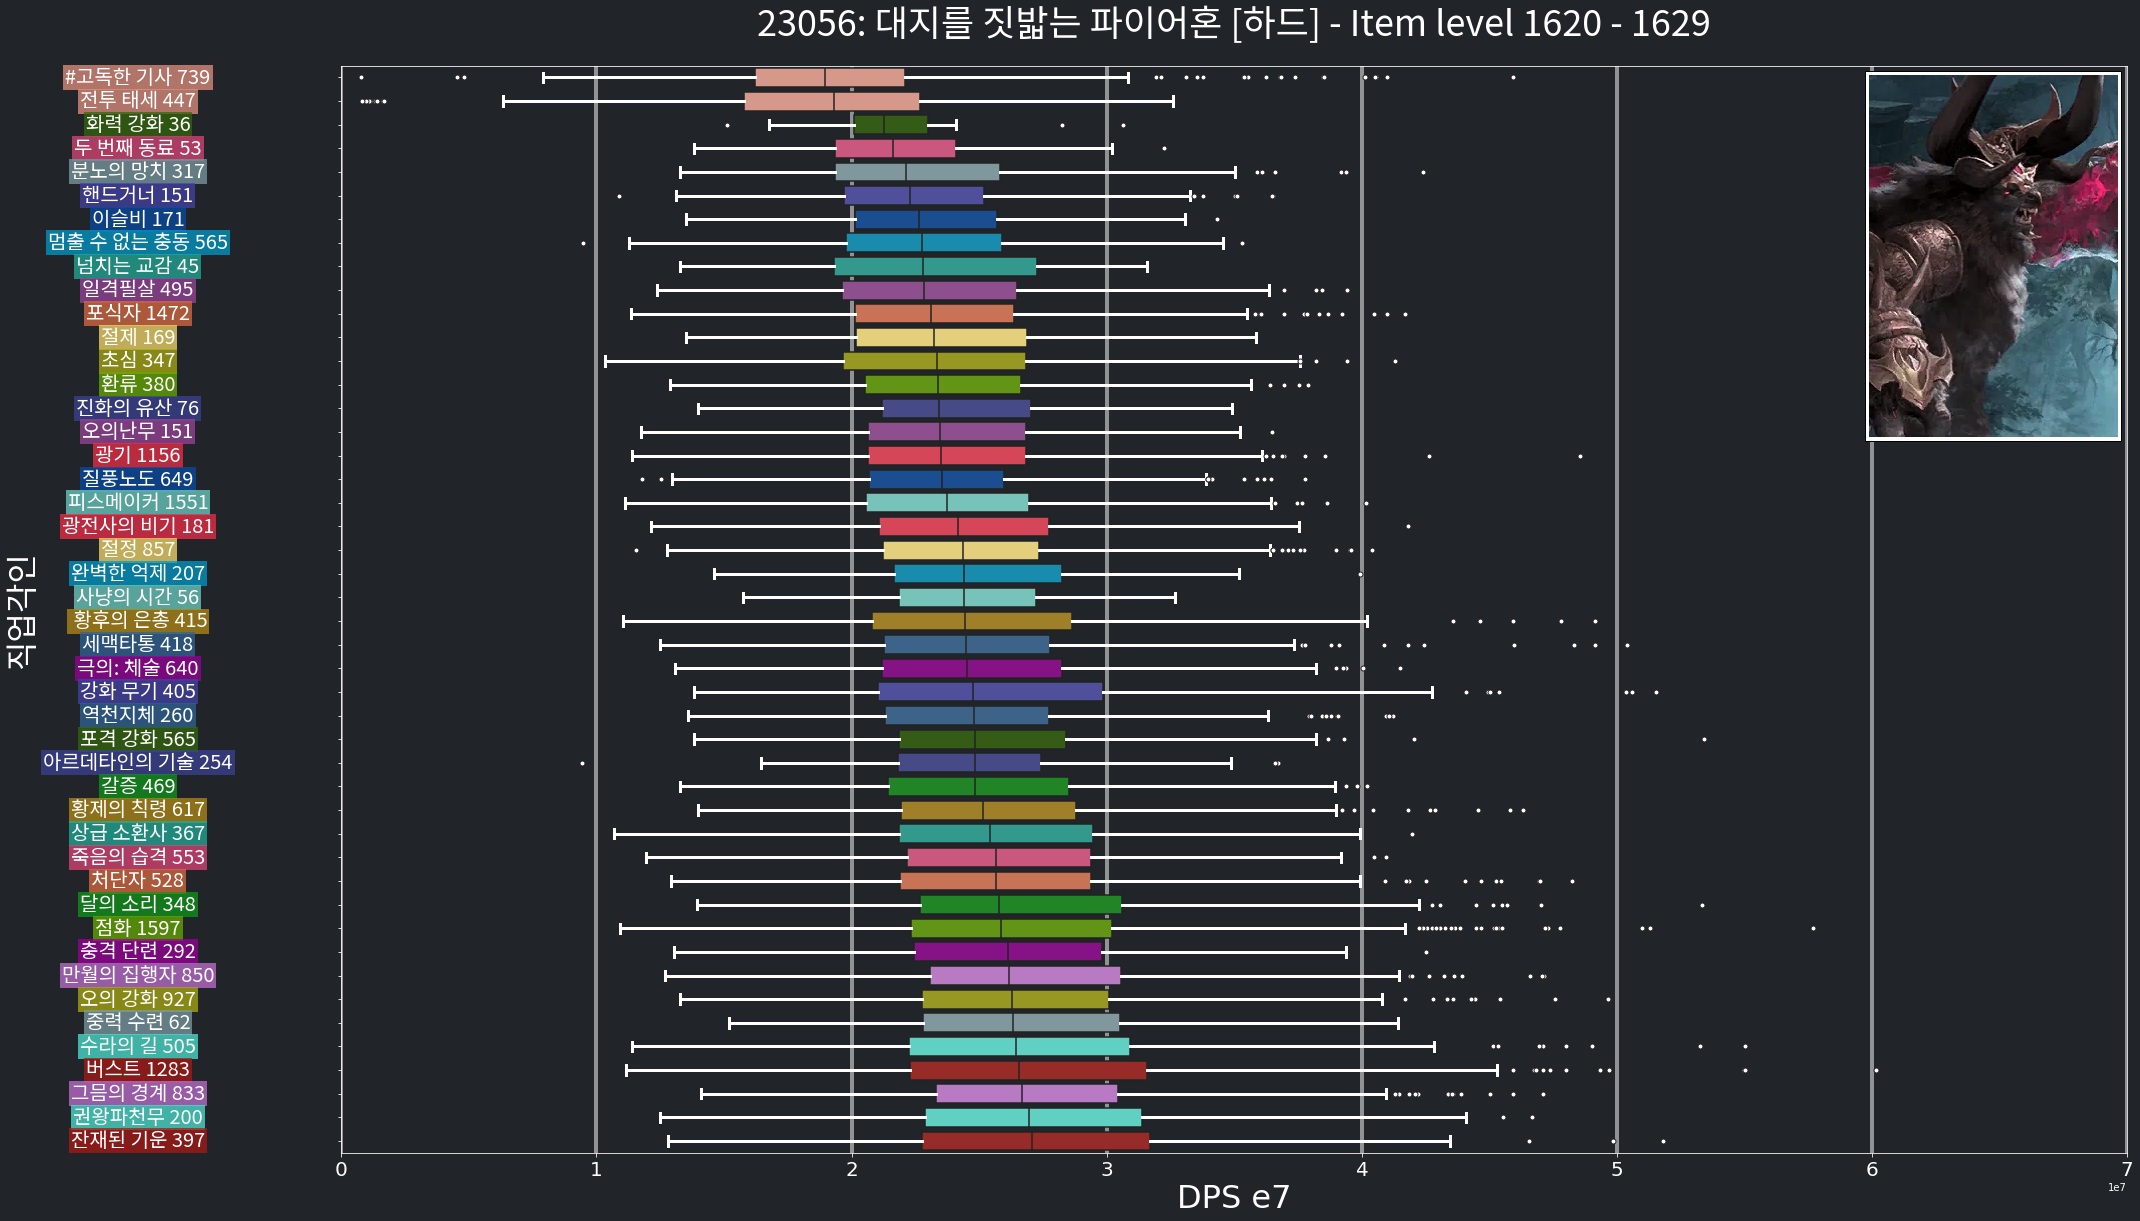 23056: 대지를 짓밟는 파이어혼 [하드] - Item level 1620 - 1629
직업각인
#고독한 기사 739
전투 태세 447
화력 강화 36
두 번째 동료 53
분노의 망치 317
핸드거너 151
이슬비 171
멈출 수 없는 충동 565
넘치는 교감 45
일격필살 495
포식자 1472
절제 169
초심 347
환류 380
진화의 유산 76
오의난무 151
광기 1156
질풍노도 649
피스메이커 1551
광전사의 비기 181
절정 857
완벽한 억제 207
사냥의 시간 56
황후의 은총 415
세맥타통 418
극의: 체술 640
강화 무기 405
역천지체 260
포격 강화 565
아르데타인의 기술 254
갈증 469
황제의 칙령 617
상급 소환사 367
죽음의 습격 553
처단자 528
달의 소리 348
점화 1597
충격 단련 292
만월의 집행자 850
오의 강화 927
중력 수련 62
수라의 길 505
버스트 1283
그믐의 경계 833
권왕파천무 200
잔재된 기운 397
0 1 2 3 4 5 6 7
1e7
DPS e7